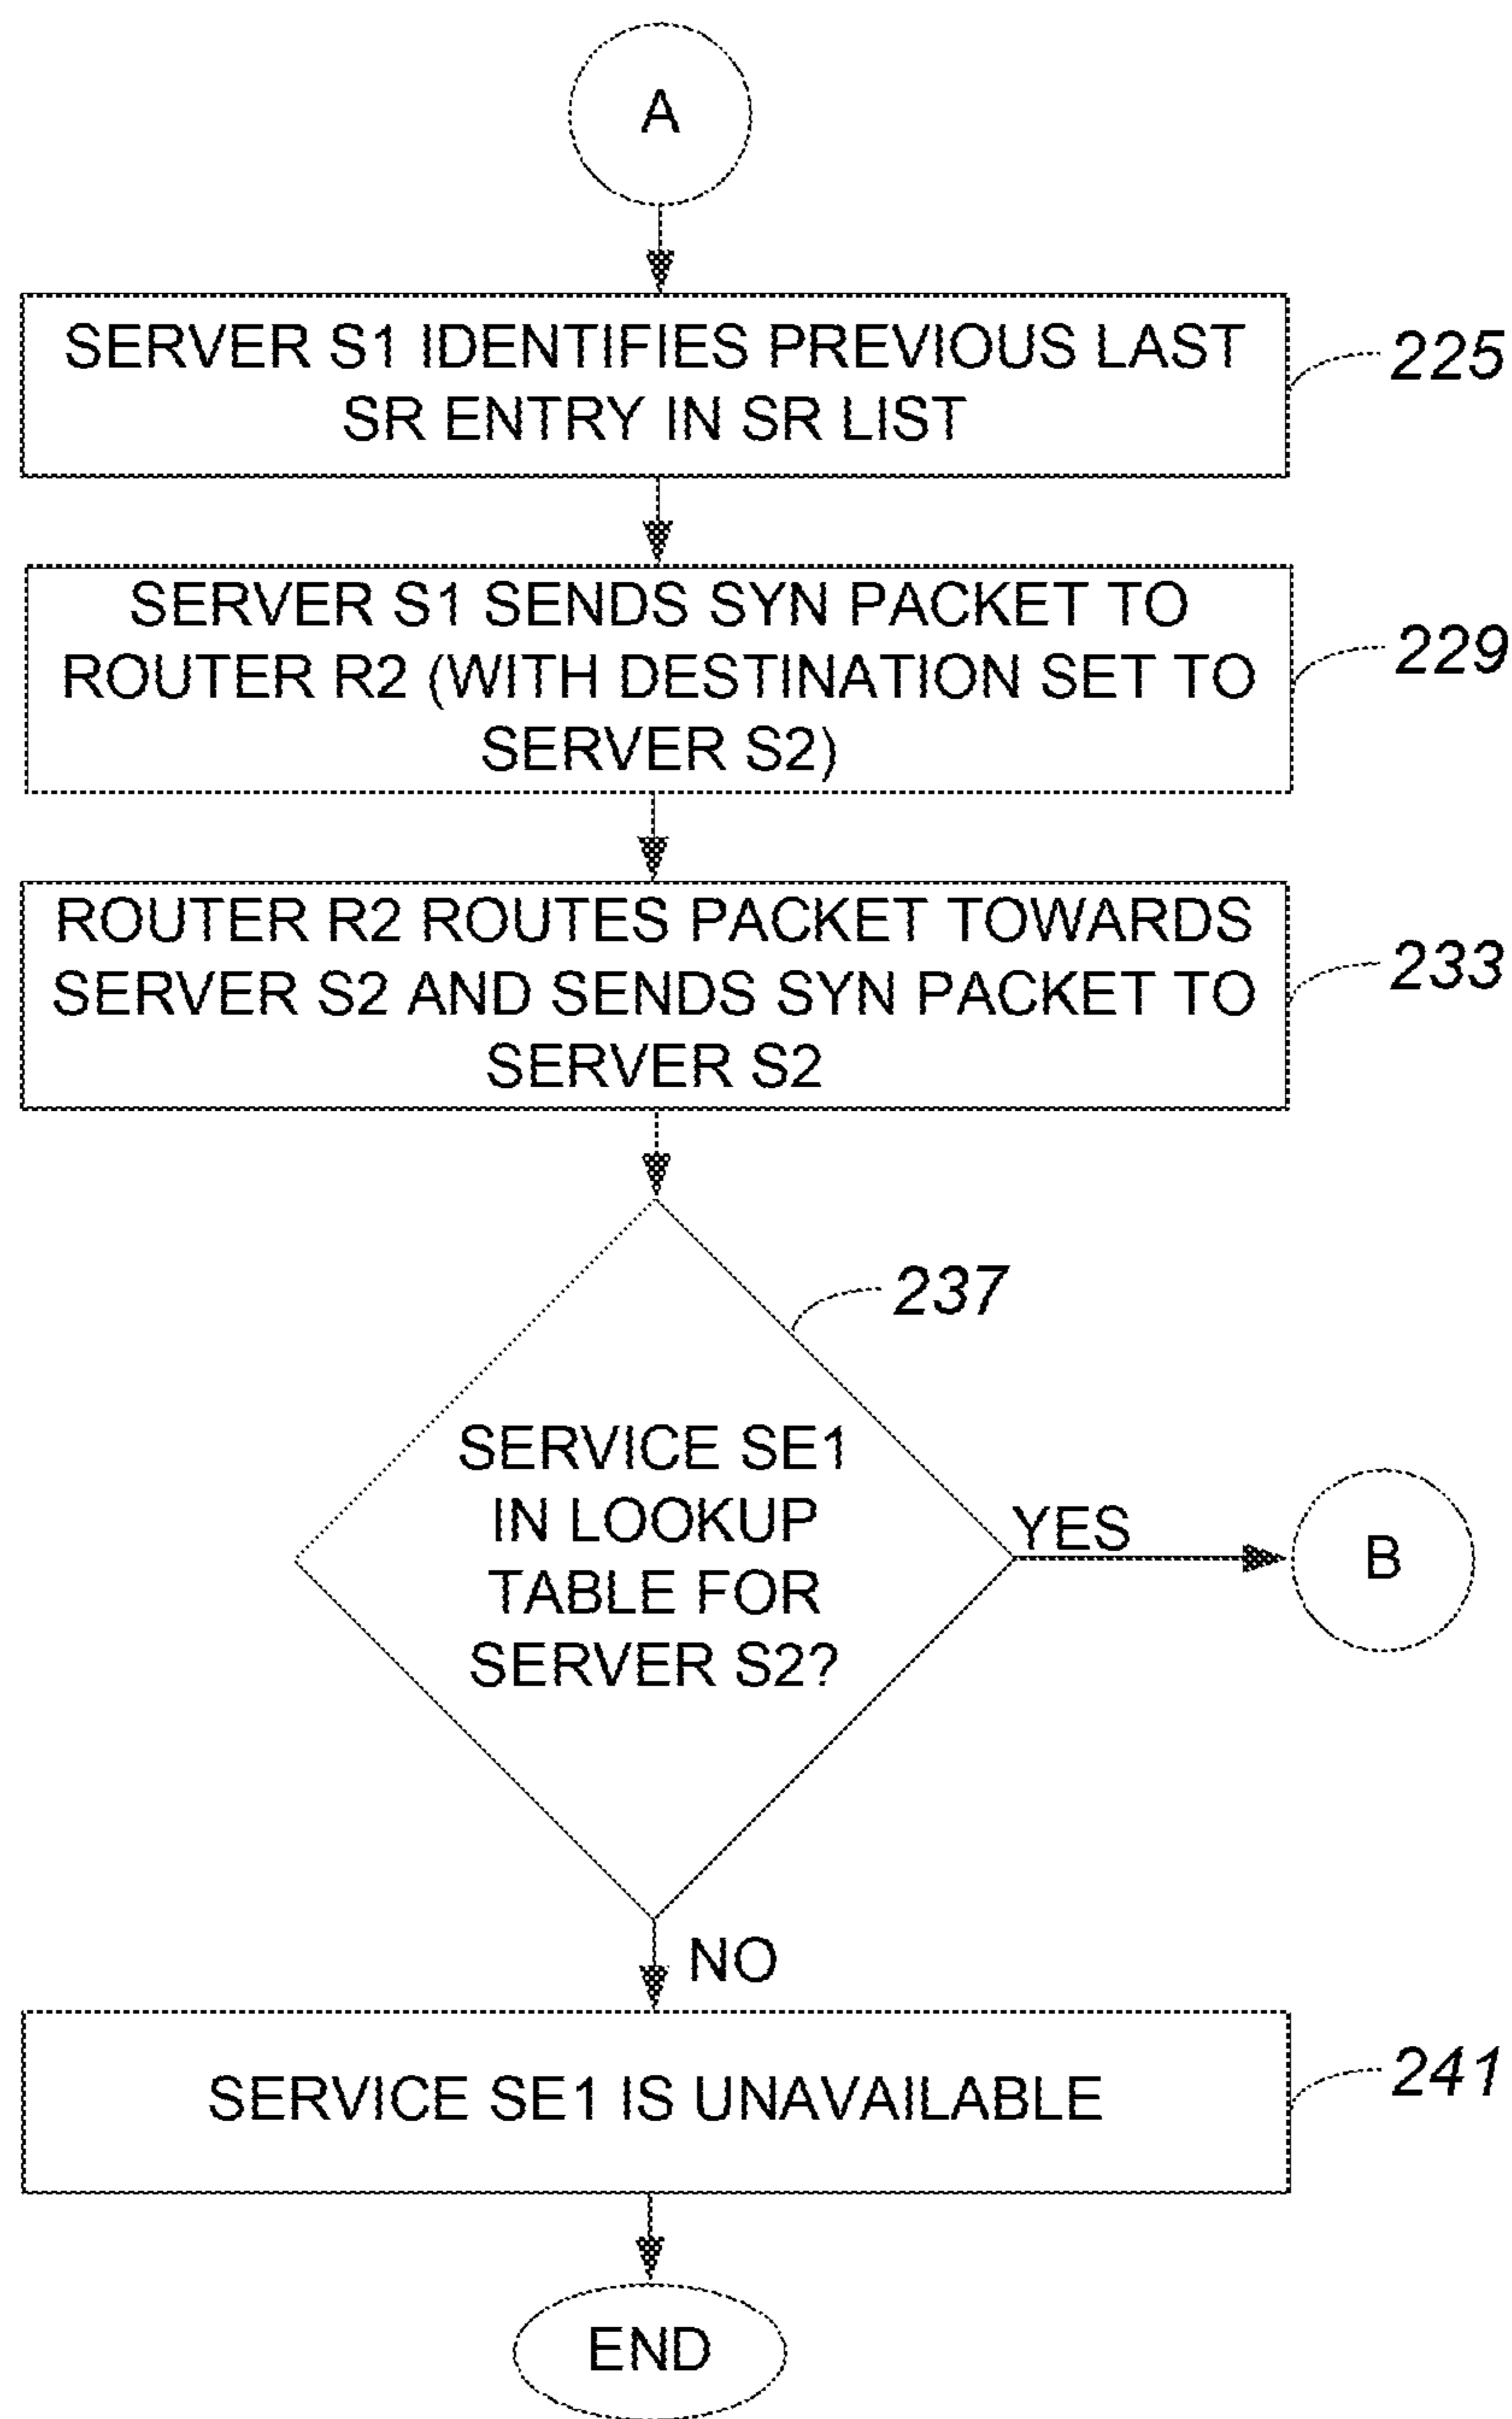 A
SERVER S1 IDENTIFIES PREVIOUS LAST
SR ENTRY IN SR LIST
225
SERVER S1 SENDS SYN PACKET TO
ROUTER R2 (WITH DESTINATION SET TO
SERVER S2)
229
ROUTER R2 ROUTES PACKET TOWARDS
SERVER S2 AND SENDS SYN PACKET TO
SERVER S2
233
237
SERVICE SE1
IN LOOKUP
TABLE FOR
SERVER S2?
YES
B
NO
SERVICE SE1 IS UNAVAILABLE
241
END